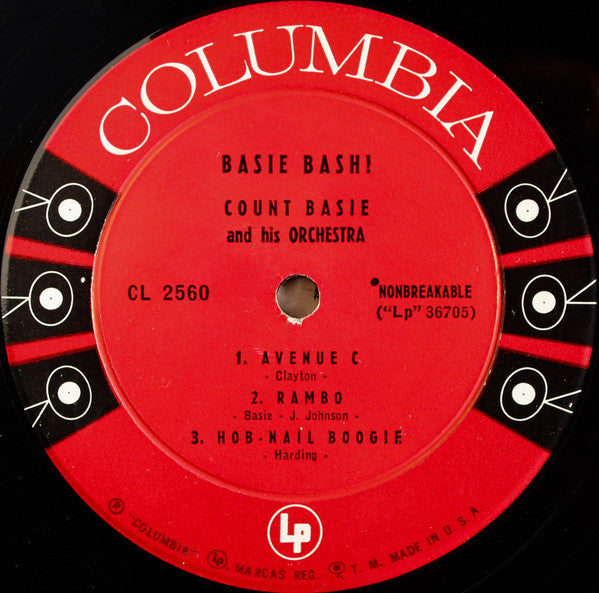 COLUMBIA
BASIE BASH!
COUNT BASIE
and his ORCHESTRA
CL 2560
NONBREAKABLE
("Lp" 36705)
1. AVENUE C
- Clayton -
2. RAMBO
- Basie - J. Johnson -
3. HOB-NAIL BOOGIE
- Harding -
Lp
® "COLUMBIA" Lp, MARCAS REG. T. M. MADE IN U. S. A.